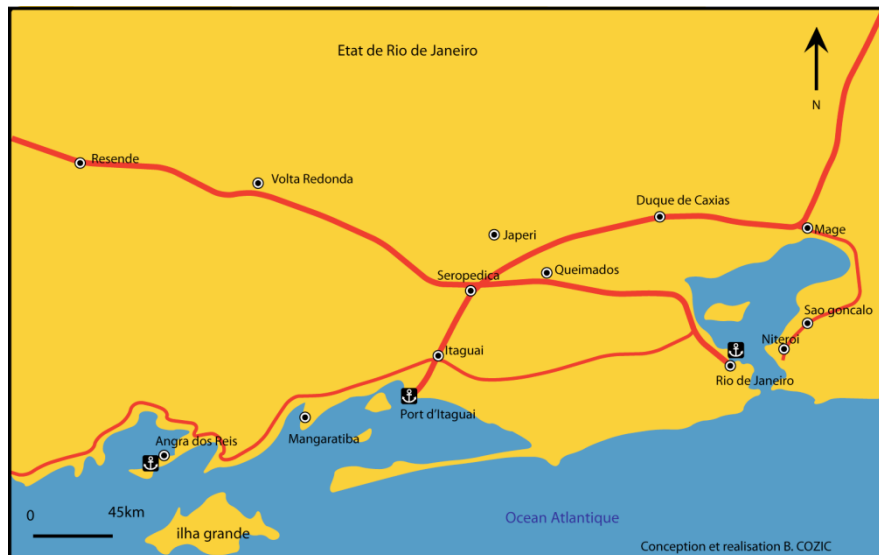 Etat de Rio de Janeiro
N
Resende
Volta Redonda
Duque de Caxias
Mage
Japeri
Queimados
Seropedica
Sao goncalo
Niteroi
Itaguai
Rio de Janeiro
Port d'Itaguai
Mangaratiba
Angra dos Reis
0 45km
Ocean Atlantique
ilha grande
Conception et realisation B. COZIC